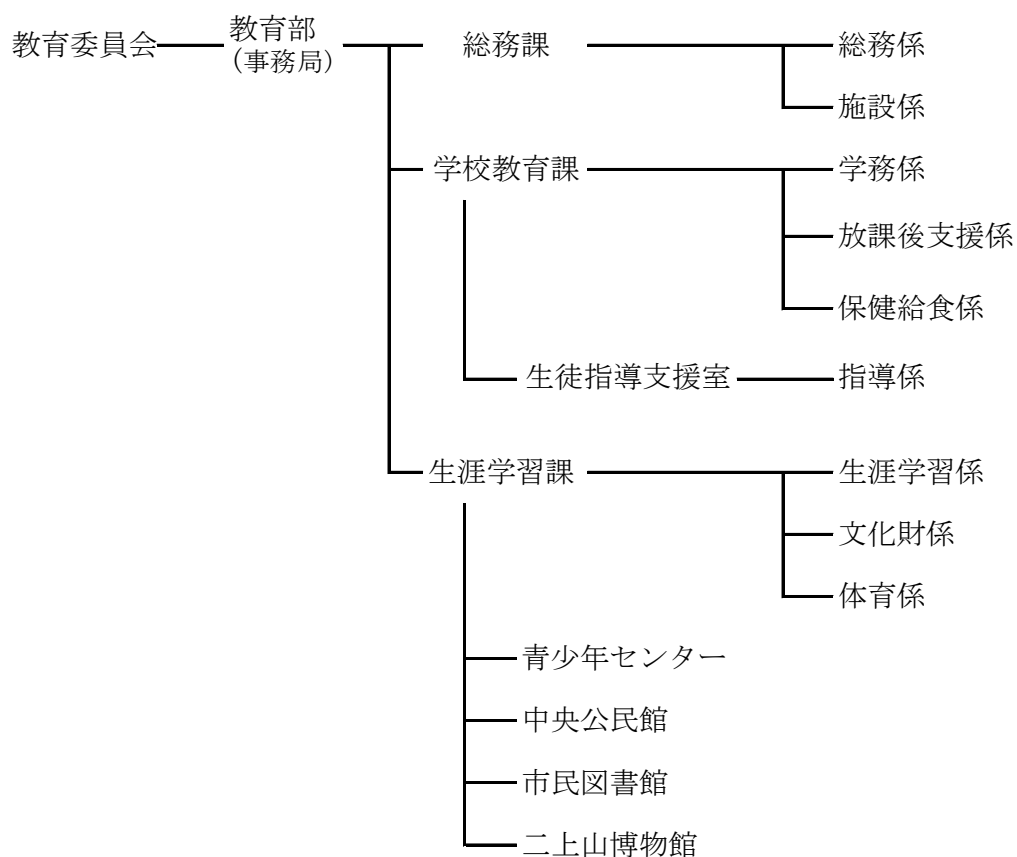 教育委員会
教育部
(事務局)
総務課
総務係
施設係
学校教育課
学務係
放課後支援係
保健給食係
生徒指導支援室
指導係
生涯学習課
生涯学習係
文化財係
体育係
青少年センター
中央公民館
市民図書館
二上山博物館